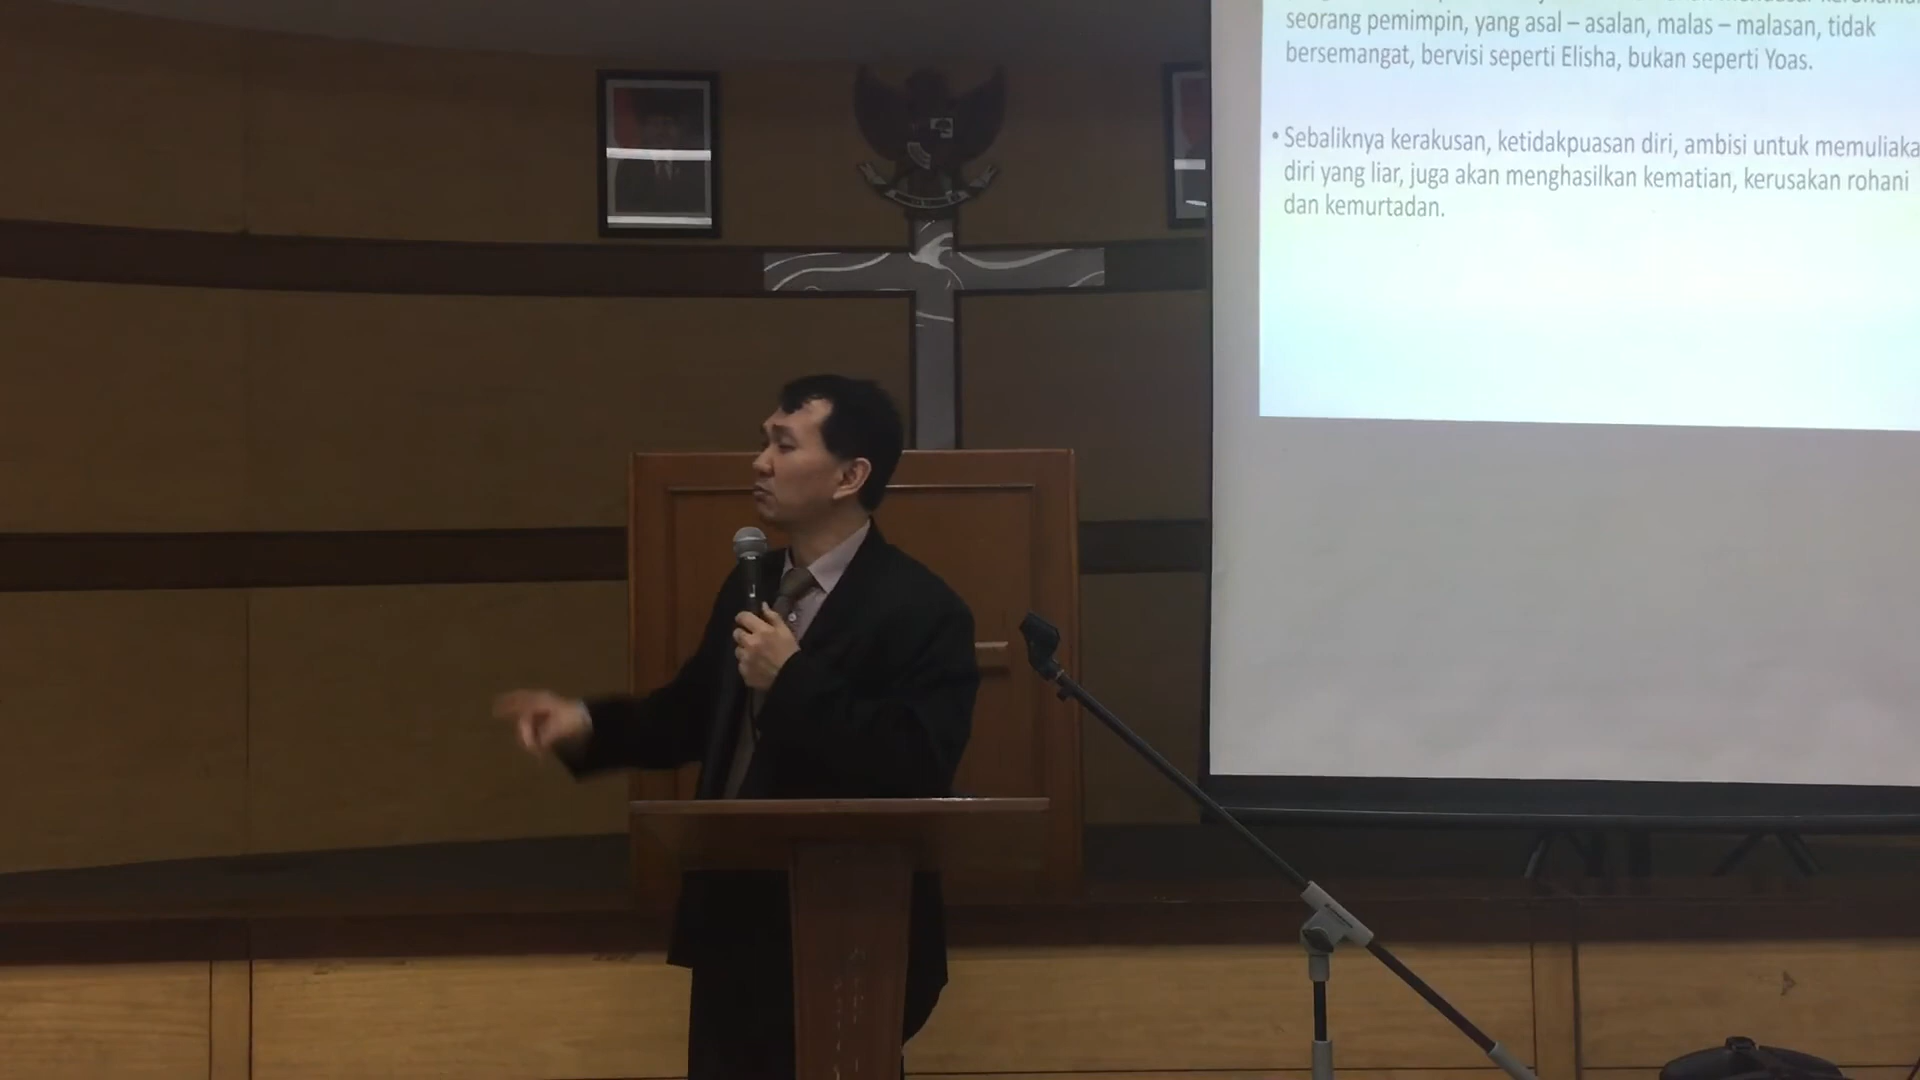 seorang pemimpin, yang asal – asalan, malas – malasan, tidak
bersemangat, bervisi seperti Elisha, bukan seperti Yoas.
• Sebaliknya kerakusan, ketidakpuasan diri, ambisi untuk memuliaka
diri yang liar, juga akan menghasilkan kematian, kerusakan rohani
dan kemurtadan.